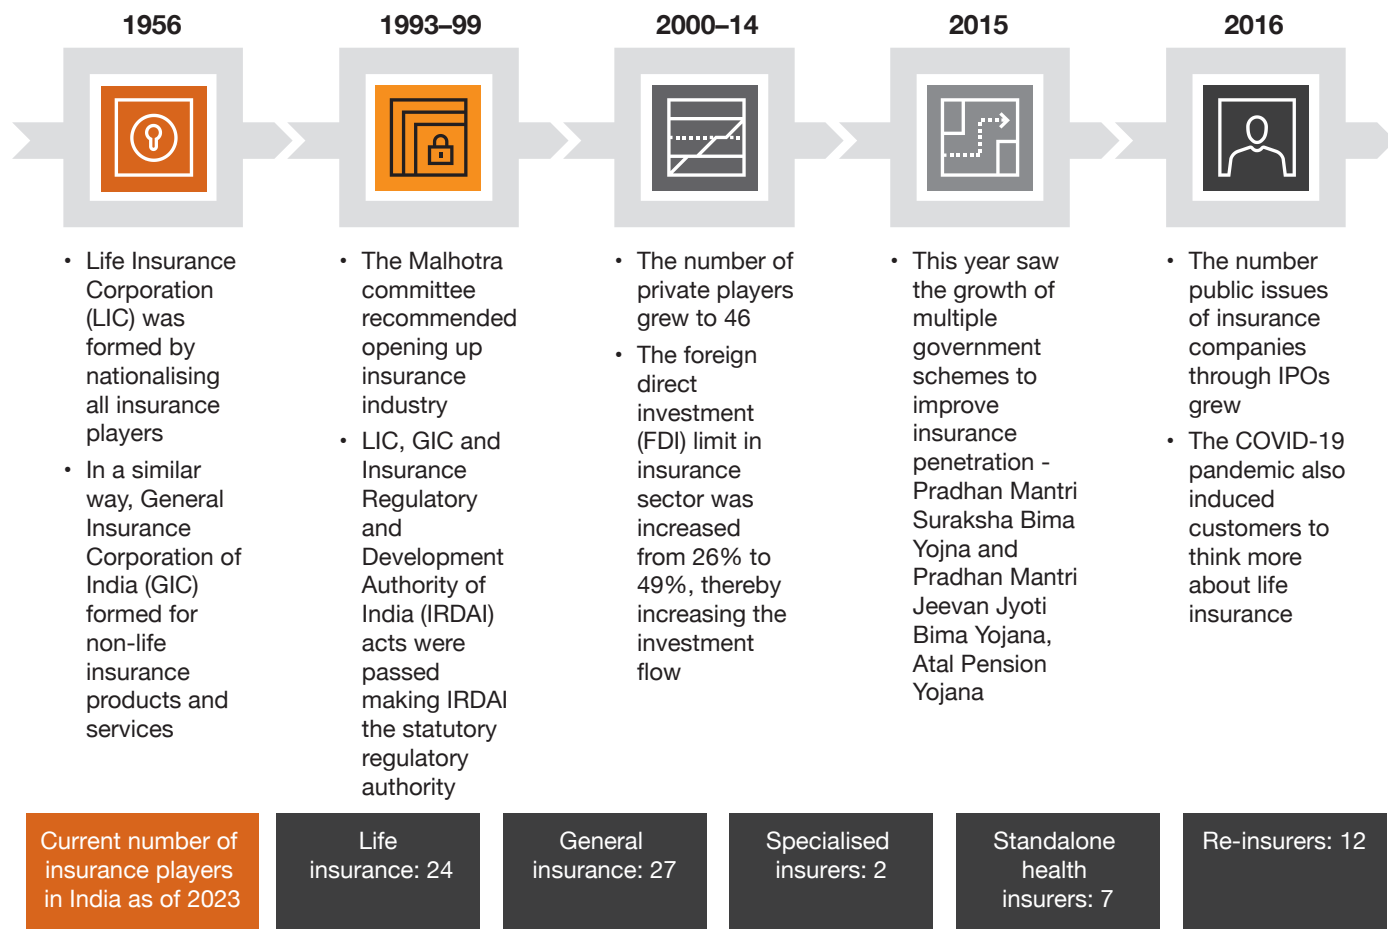 1956
• Life Insurance
Corporation
(LIC) was
formed by
nationalising
all insurance
players
• In a similar
way, General
Insurance
Corporation of
India (GIC)
formed for
non-life
insurance
products and
services
1993–99
• The Malhotra
committee
recommended
opening up
insurance
industry
• LIC, GIC and
Insurance
Regulatory
and
Development
Authority of
India (IRDAI)
acts were
passed
making IRDAI
the statutory
regulatory
authority
2000–14
• The number of
private players
grew to 46
• The foreign
direct
investment
(FDI) limit in
insurance
sector was
increased
from 26% to
49%, thereby
increasing the
investment
flow
2015
• This year saw
the growth of
multiple
government
schemes to
improve
insurance
penetration -
Pradhan Mantri
Suraksha Bima
Yojna and
Pradhan Mantri
Jeevan Jyoti
Bima Yojana,
Atal Pension
Yojana
2016
• The number
public issues
of insurance
companies
through IPOs
grew
• The COVID-19
pandemic also
induced
customers to
think more
about life
insurance
Current number of
insurance players
in India as of 2023
Life
insurance: 24
General
insurance: 27
Specialised
insurers: 2
Standalone
health
insurers: 7
Re-insurers: 12